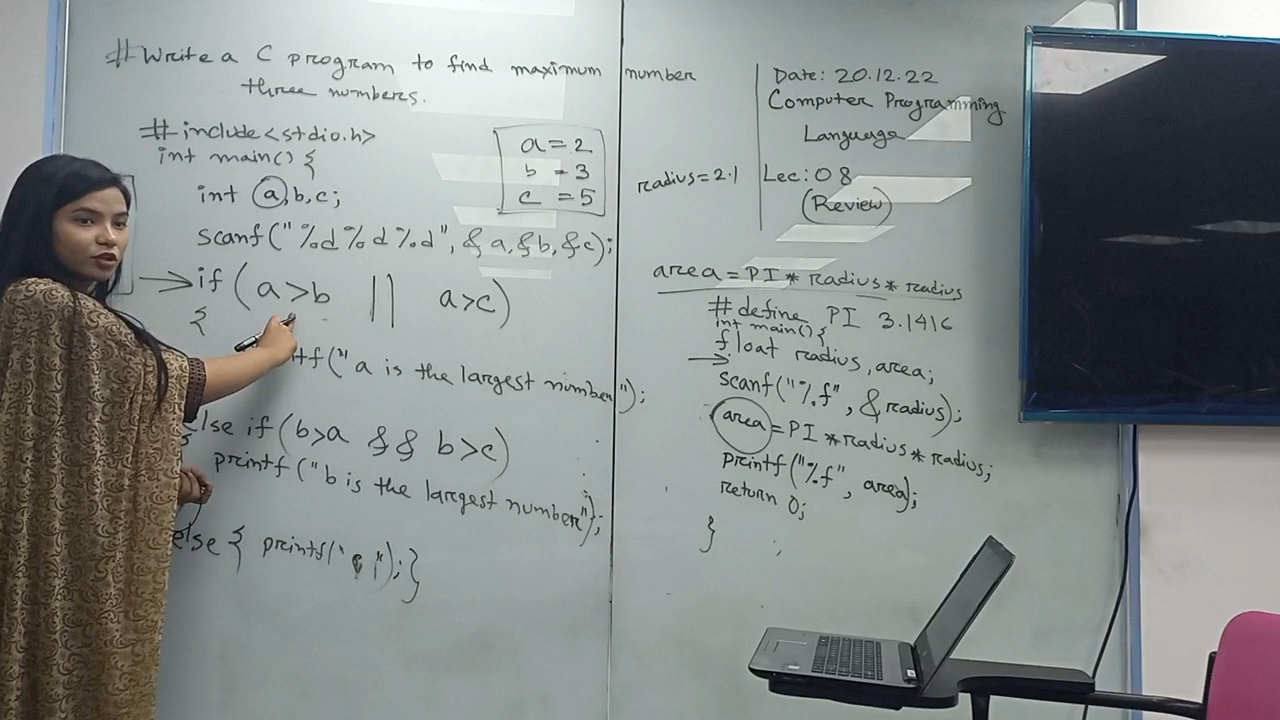 # Write a C program to find maximum number
three numbers.
# include<stdio.h>
int main() {
int a, b, c;
scanf("%d%d%d", &a, &b, &c);
if (a>b || a>c)
{
ntf("a is the largest number");
else if (b>a && b>c)
printf ("b is the largest number");
else { printf(" c "); }
a = 2
b = 3
c = 5
radius = 2.1
Date: 20.12.22
Computer Programming
Language
Lec: 08
(Review)
area = PI * radius * radius
# define PI 3.1416
int main() {
float radius, area;
scanf("%f", &radius);
area = PI * radius * radius;
printf("%f", area);
return 0;
}